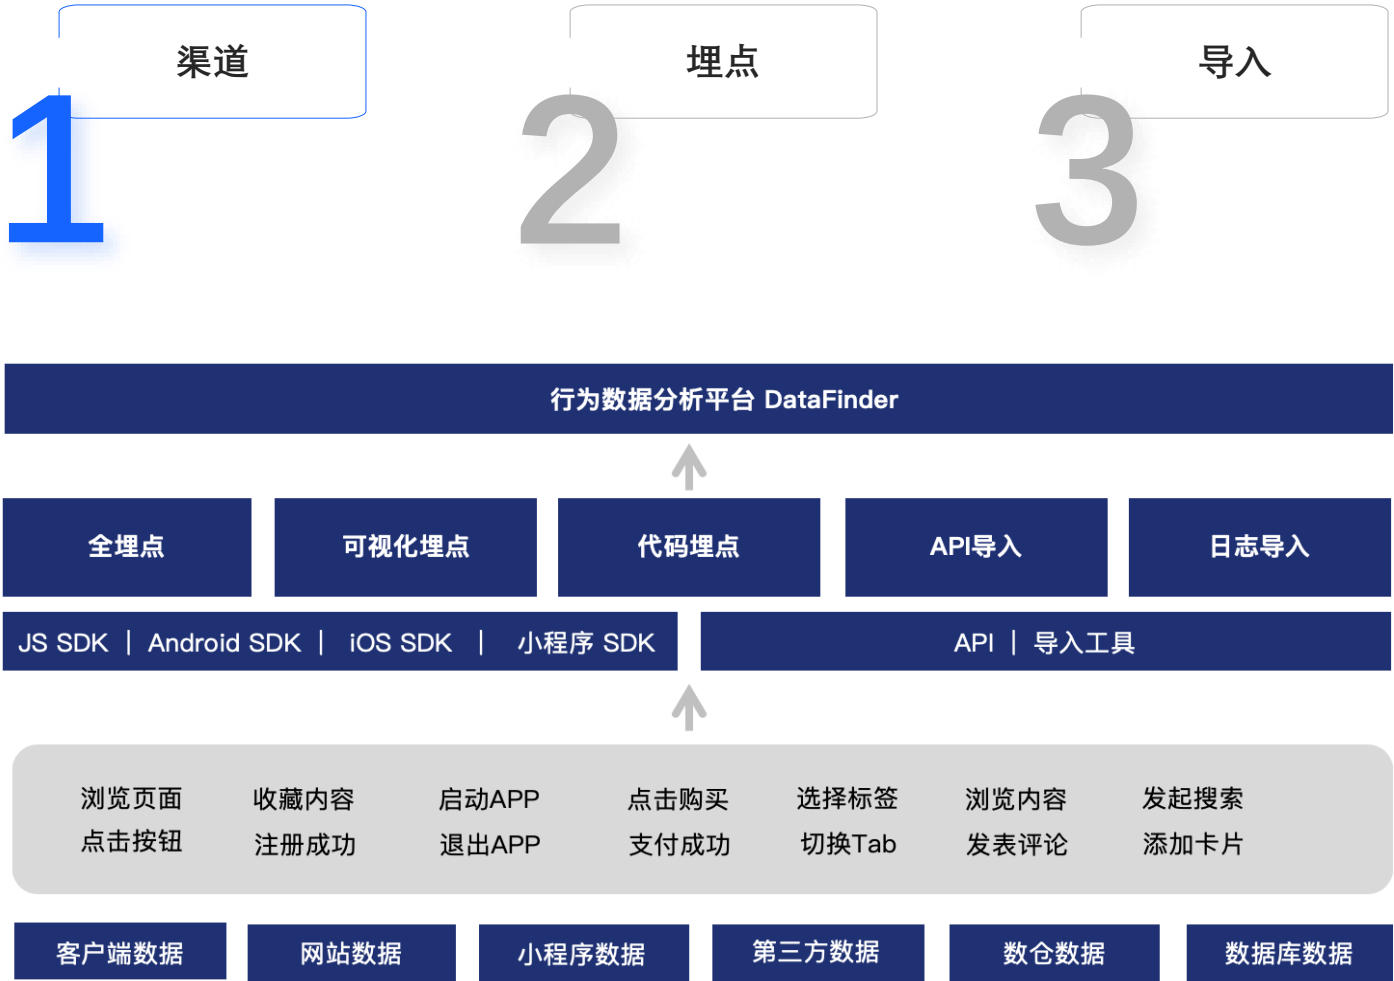 渠道
埋点
导入
1
2
3
行为数据分析平台 DataFinder
全埋点
可视化埋点
代码埋点
API导入
日志导入
JS SDK | Android SDK | iOS SDK | 小程序 SDK
API | 导入工具
浏览页面 收藏内容 启动APP 点击购买 选择标签 浏览内容 发起搜索
点击按钮 注册成功 退出APP 支付成功 切换Tab 发表评论 添加卡片
客户端数据
网站数据
小程序数据
第三方数据
数仓数据
数据库数据